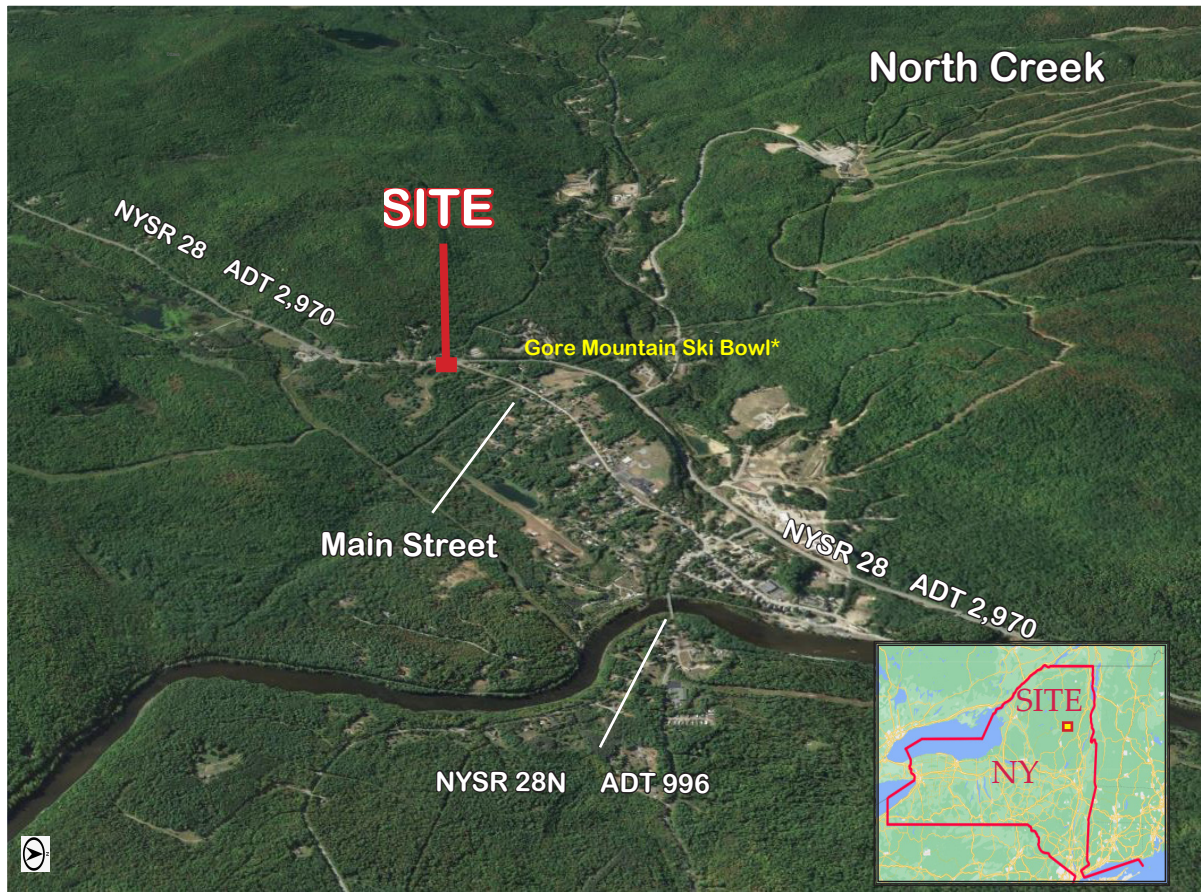 North Creek
SITE
NYSR 28 ADT 2,970
Gore Mountain Ski Bowl*
Main Street
NYSR 28 ADT 2,970
NYSR 28N ADT 996
SITE
NY